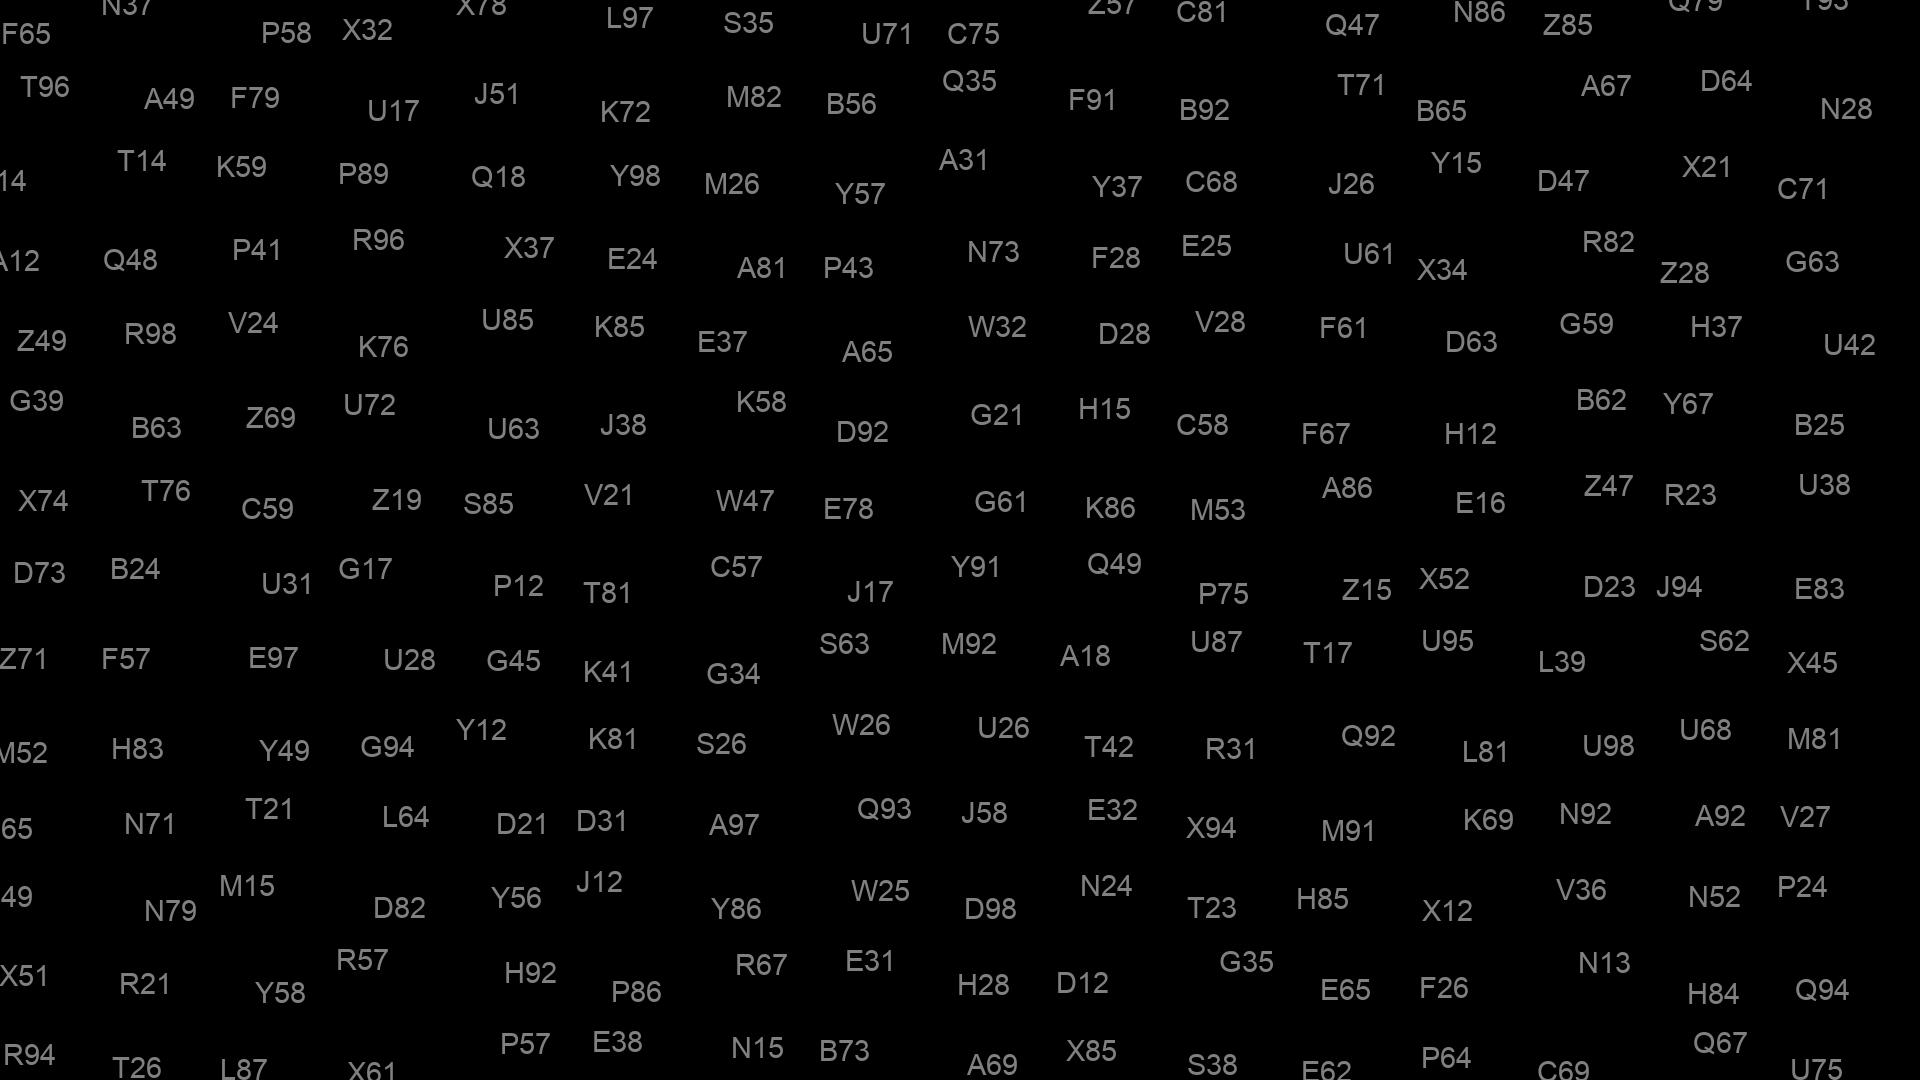 F65 N37 P58 X32 X78 L97 S35 U71 C75 Z57 C81 Q47 N86 Z85 Q79 T93
T96 A49 F79 U17 J51 K72 M82 B56 Q35 F91 B92 T71 B65 A67 D64 N28
14 T14 K59 P89 Q18 Y98 M26 Y57 A31 Y37 C68 J26 Y15 D47 X21 C71
A12 Q48 P41 R96 X37 E24 A81 P43 N73 F28 E25 U61 X34 R82 Z28 G63
Z49 R98 V24 K76 U85 K85 E37 A65 W32 D28 V28 F61 D63 G59 H37 U42
G39 B63 Z69 U72 U63 J38 K58 D92 G21 H15 C58 F67 H12 B62 Y67 B25
X74 T76 C59 Z19 S85 V21 W47 E78 G61 K86 M53 A86 E16 Z47 R23 U38
D73 B24 U31 G17 P12 T81 C57 J17 Y91 Q49 P75 Z15 X52 D23 J94 E83
Z71 F57 E97 U28 G45 K41 G34 S63 M92 A18 U87 T17 U95 L39 S62 X45
M52 H83 Y49 G94 Y12 K81 S26 W26 U26 T42 R31 Q92 L81 U98 U68 M81
65 N71 T21 L64 D21 D31 A97 Q93 J58 E32 X94 M91 K69 N92 A92 V27
49 N79 M15 D82 Y56 J12 Y86 W25 D98 N24 T23 H85 X12 V36 N52 P24
X51 R21 Y58 R57 H92 P86 R67 E31 H28 D12 G35 E65 F26 N13 H84 Q94
R94 T26 L87 X61 P57 E38 N15 B73 A69 X85 S38 E62 P64 C69 Q67 U75